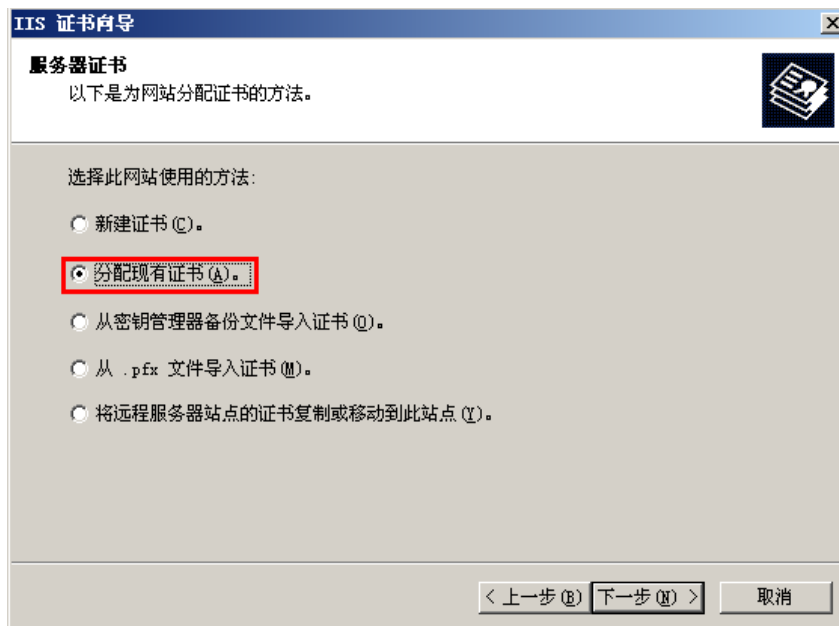 IIS 证书向导
服务器证书
以下是为网站分配证书的方法。
选择此网站使用的方法:
新建证书(C)。
分配现有证书(A)。
从密钥管理器备份文件导入证书(O)。
从 .pfx 文件导入证书(M)。
将远程服务器站点的证书复制或移动到此站点(Y)。
< 上一步(B) 下一步(N) > 取消